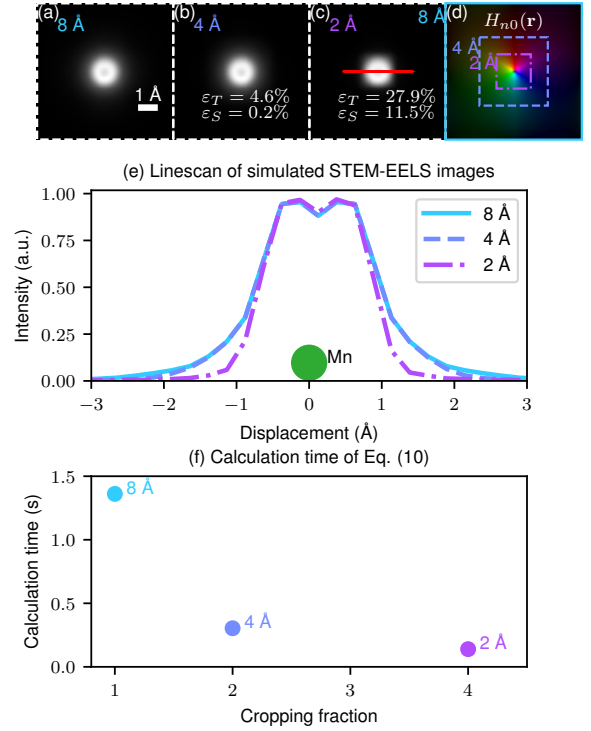 (a)
8 Å
1 Å
(b)
4 Å
ε_T = 4.6%
ε_S = 0.2%
(c)
2 Å
ε_T = 27.9%
ε_S = 11.5%
8 Å
(d)
H_{n0}(r)
4 Å
2 Å
(e) Linescan of simulated STEM-EELS images
Intensity (a.u.)
1.00
0.75
0.50
0.25
0.00
8 Å
4 Å
2 Å
Mn
−3 −2 −1 0 1 2 3
Displacement (Å)
(f) Calculation time of Eq. (10)
Calculation time (s)
1.5
1.0
0.5
0.0
8 Å
4 Å
2 Å
1 2 3 4
Cropping fraction